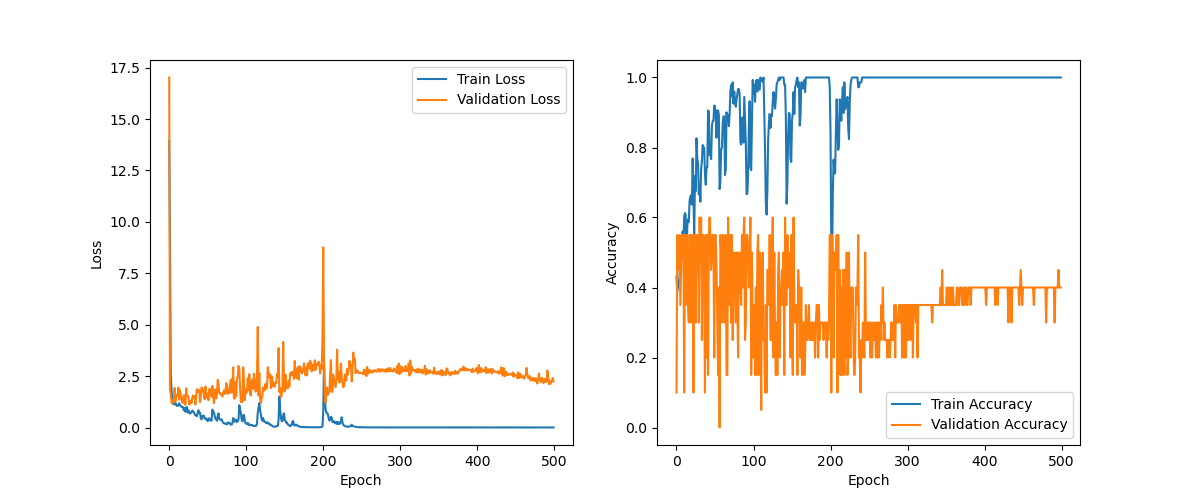 17.5
15.0
12.5
10.0
7.5
5.0
2.5
0.0
Loss
0 100 200 300 400 500
Epoch
Train Loss
Validation Loss
1.0
0.8
0.6
0.4
0.2
0.0
Accuracy
0 100 200 300 400 500
Epoch
Train Accuracy
Validation Accuracy